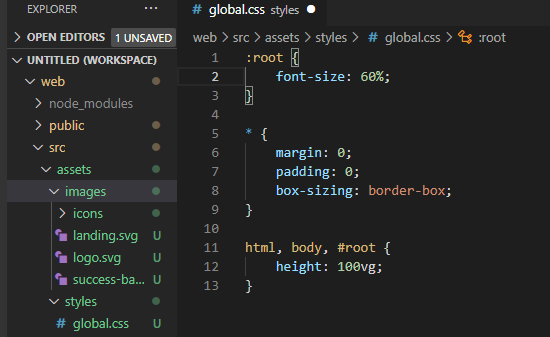 EXPLORER
OPEN EDITORS 1 UNSAVED
UNTITLED (WORKSPACE)
web
node_modules
public
src
assets
images
icons
landing.svg U
logo.svg U
success-ba... U
styles
# global.css U
# global.css styles
web > src > assets > styles > # global.css > :root
1 :root {
2 font-size: 60%;
3 }
4
5 * {
6 margin: 0;
7 padding: 0;
8 box-sizing: border-box;
9 }
10
11 html, body, #root {
12 height: 100vg;
13 }